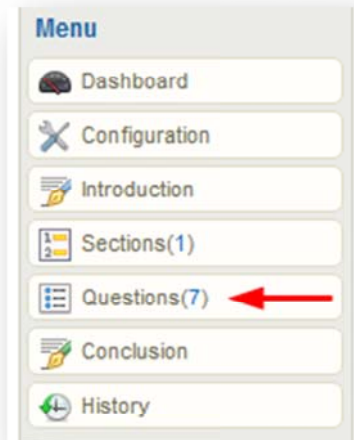 Menu
Dashboard
Configuration
Introduction
Sections(1)
Questions(7)
Conclusion
History